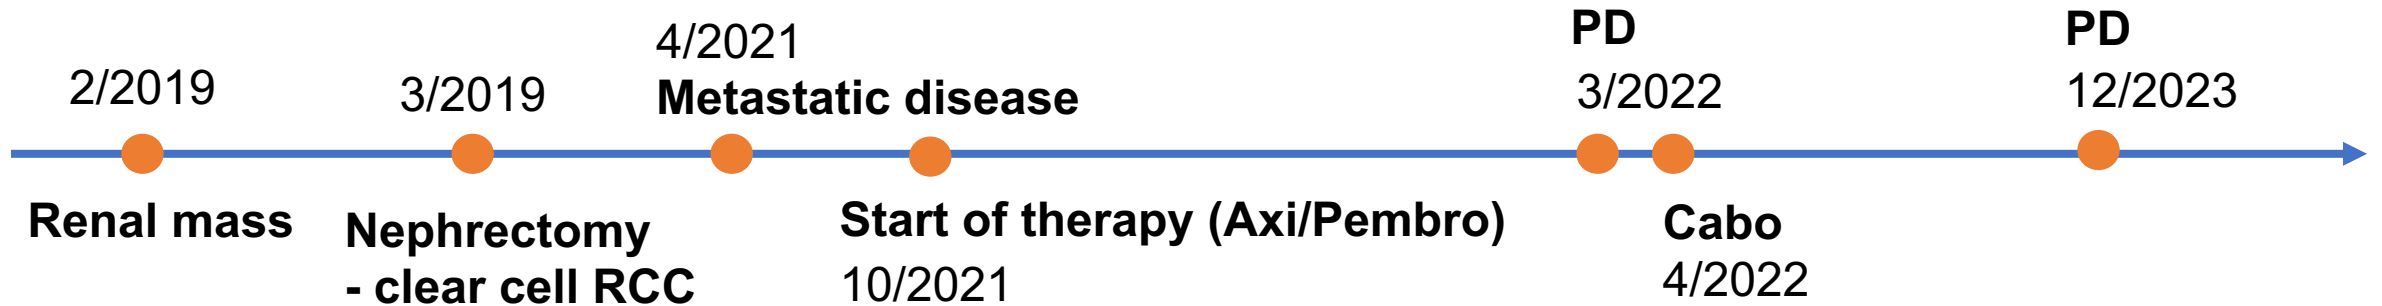 2/2019
Renal mass
3/2019
Nephrectomy
- clear cell RCC
4/2021
Metastatic disease
Start of therapy (Axi/Pembro)
10/2021
PD
3/2022
Cabo
4/2022
PD
12/2023